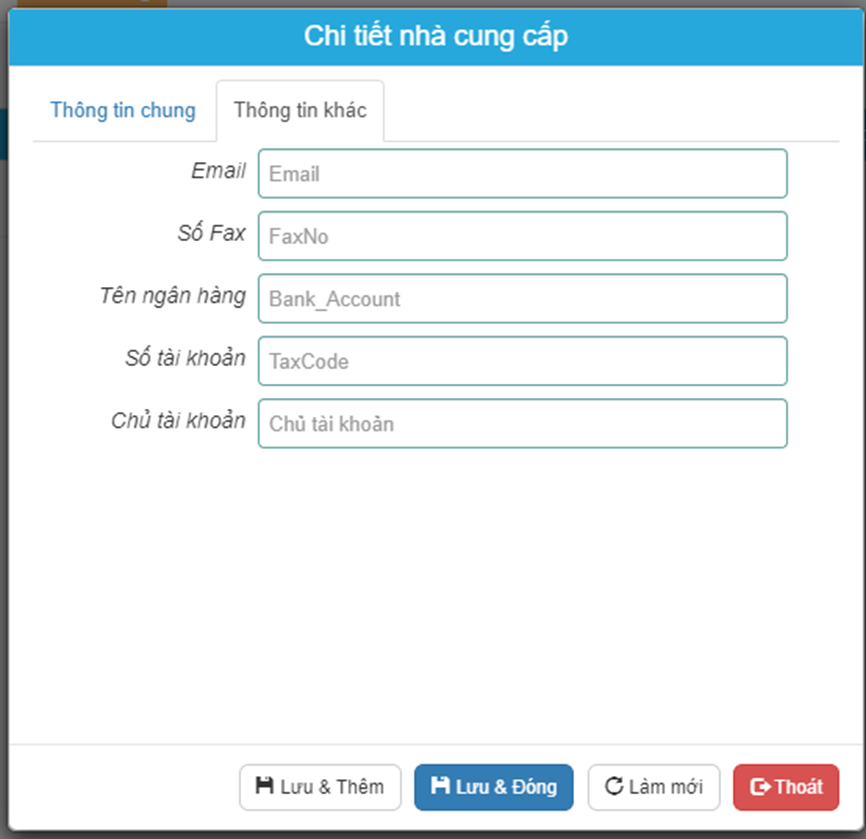 Chi tiết nhà cung cấp
Thông tin chung Thông tin khác
Email Email
Số Fax FaxNo
Tên ngân hàng Bank_Account
Số tài khoản TaxCode
Chủ tài khoản Chủ tài khoản
Lưu & Thêm Lưu & Đóng Làm mới Thoát